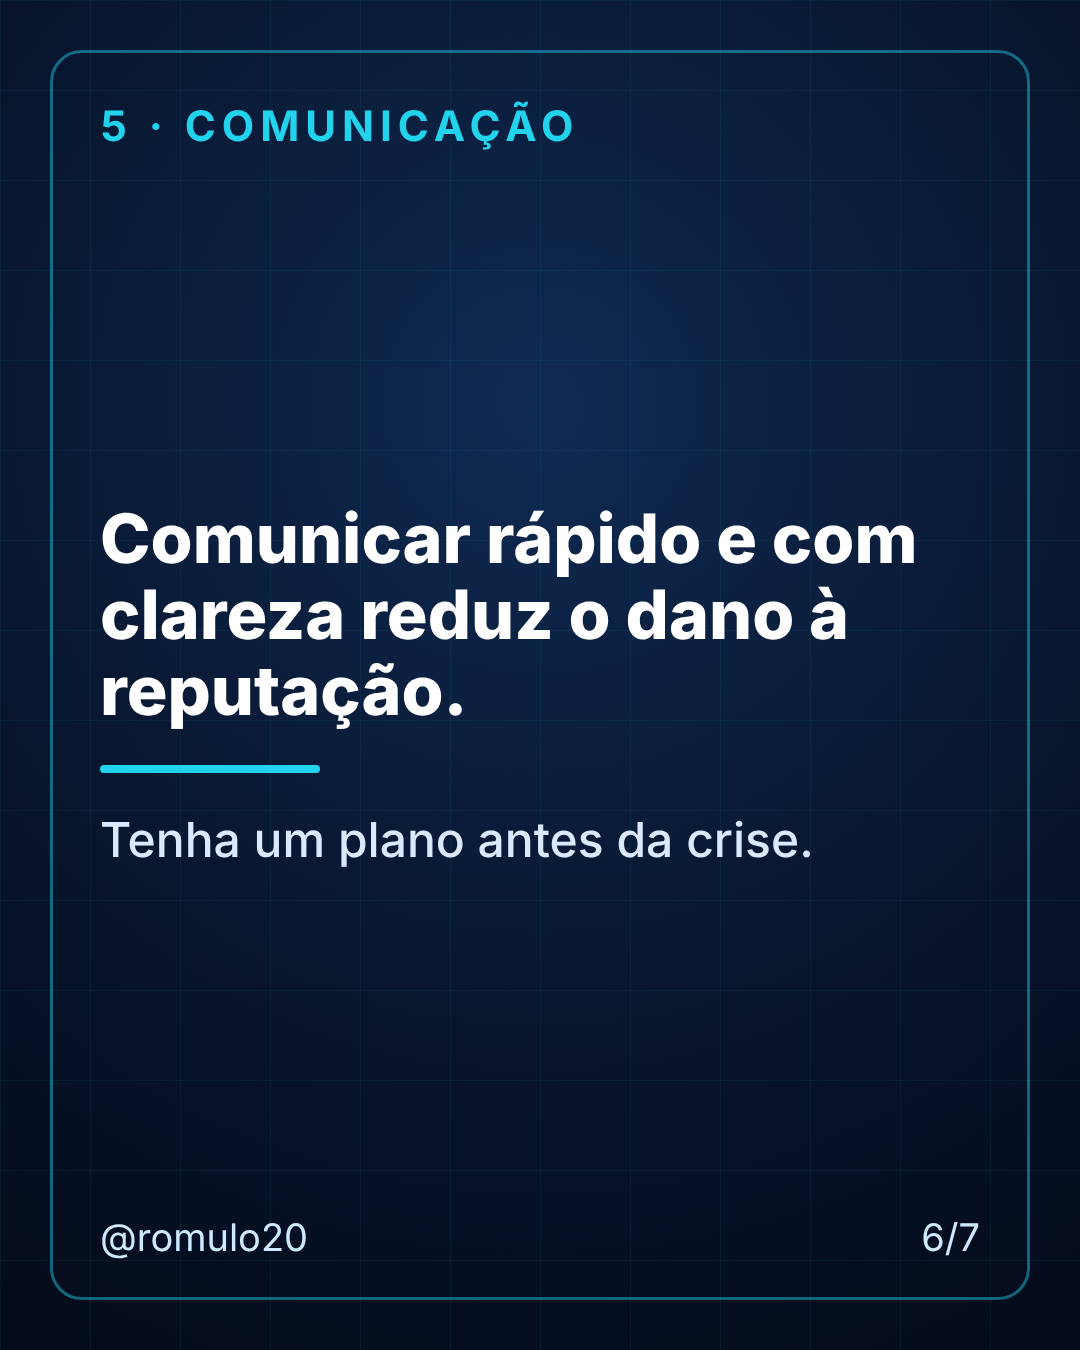 5 · COMUNICAÇÃO
Comunicar rápido e com
clareza reduz o dano à
reputação.
Tenha um plano antes da crise.
@romulo20
6/7